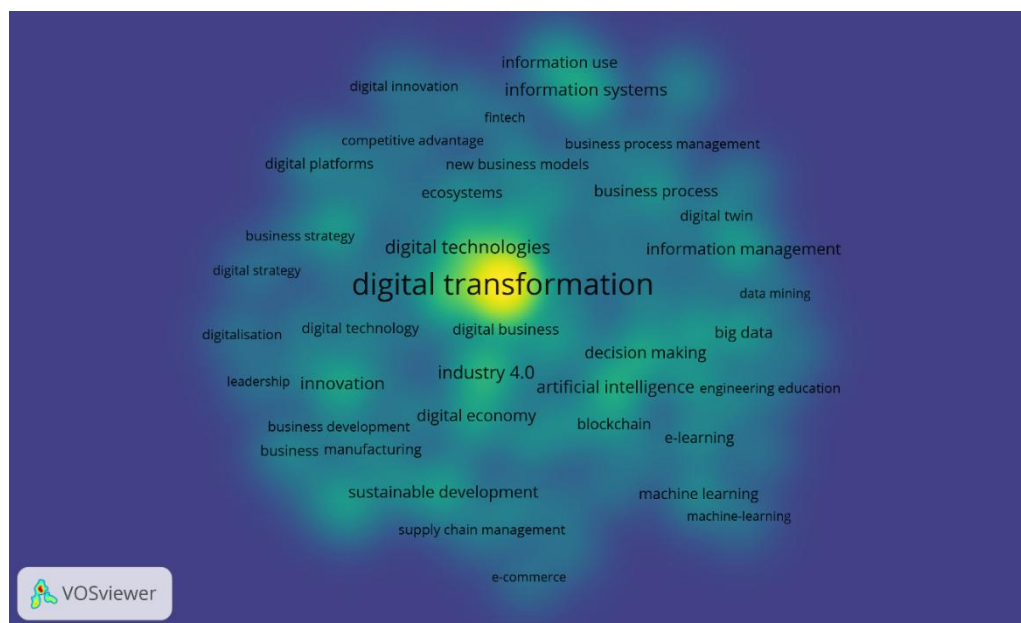 information use
digital innovation
information systems
fintech
competitive advantage
business process management
digital platforms
new business models
ecosystems
business process
digital twin
business strategy
digital technologies
information management
digital strategy
digital transformation
data mining
digitalisation
digital technology
digital business
big data
decision making
industry 4.0
leadership
innovation
artificial intelligence
engineering education
digital economy
business development
blockchain
e-learning
business
manufacturing
sustainable development
machine learning
machine-learning
supply chain management
e-commerce
VOSviewer